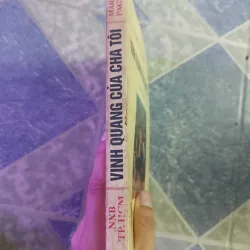 VINH QUANG CỦA CHA TÔI
NXB
TP.HCM